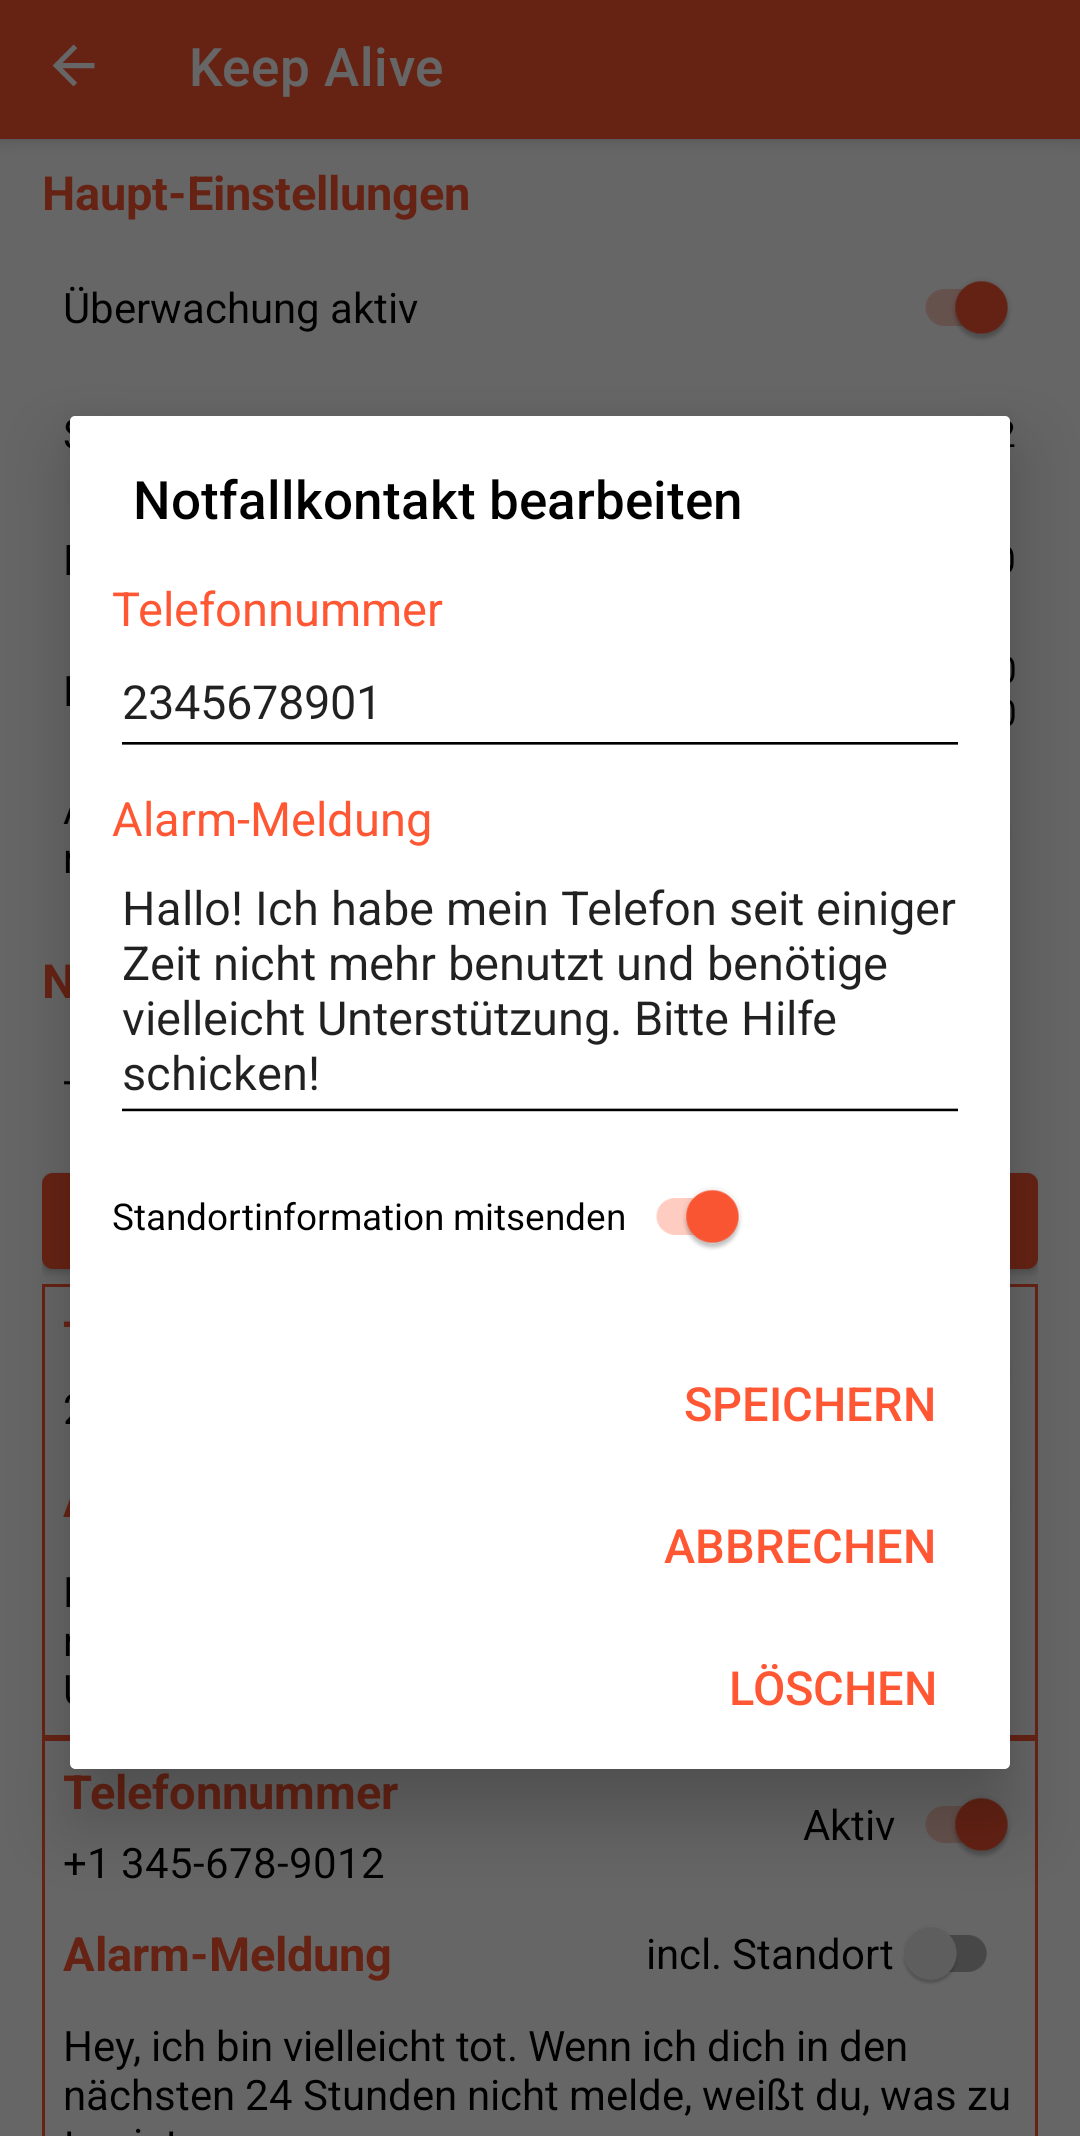 Keep Alive
Haupt-Einstellungen
Überwachung aktiv
Notfallkontakt bearbeiten
Telefonnummer
2345678901
Alarm-Meldung
Hallo! Ich habe mein Telefon seit einiger
Zeit nicht mehr benutzt und benötige
vielleicht Unterstützung. Bitte Hilfe
schicken!
Standortinformation mitsenden
SPEICHERN
ABBRECHEN
LÖSCHEN
Telefonnummer
Aktiv
+1 345-678-9012
Alarm-Meldung
incl. Standort
Hey, ich bin vielleicht tot. Wenn ich dich in den
nächsten 24 Stunden nicht melde, weißt du, was zu